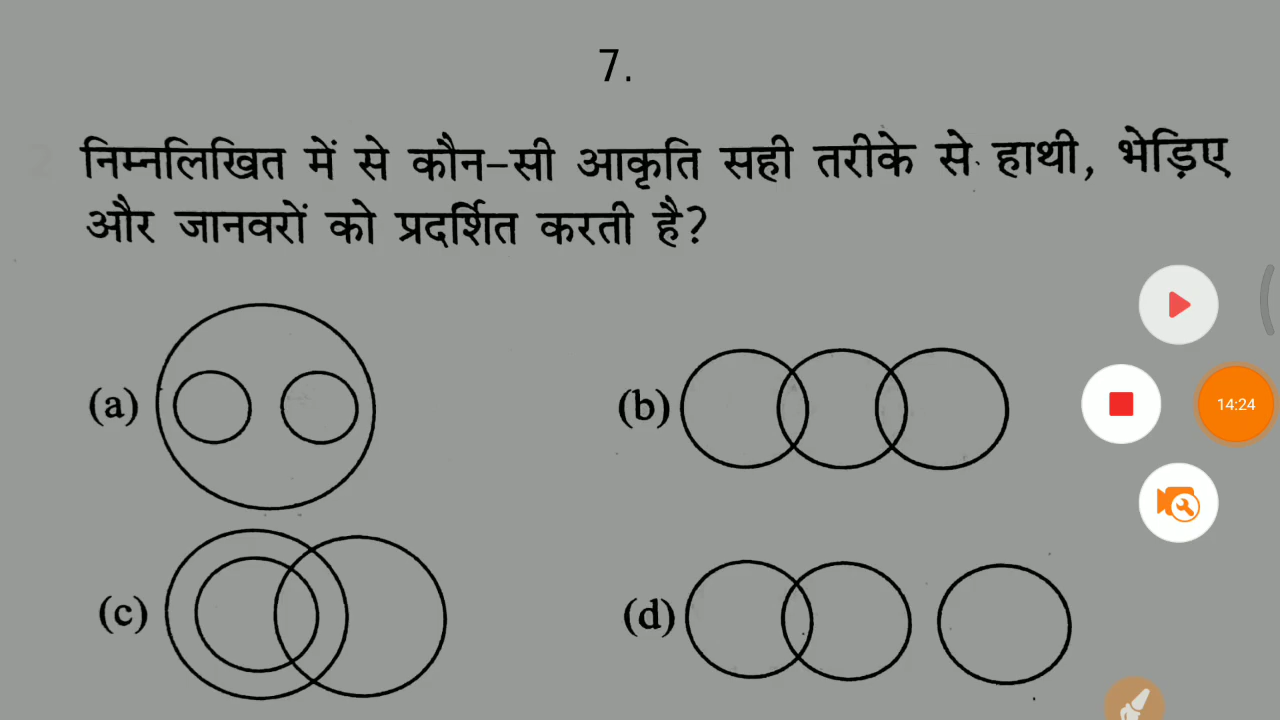 7.
निम्नलिखित में से कौन-सी आकृति सही तरीके से हाथी, भेड़िए
और जानवरों को प्रदर्शित करती है?
(a)
(b)
14:24
(c)
(d)